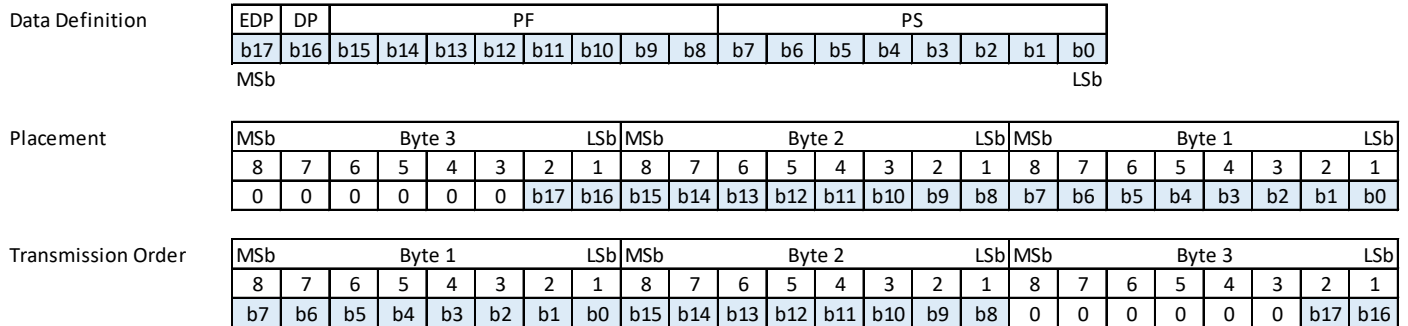 Data Definition EDP DP PF PS
b17 b16 b15 b14 b13 b12 b11 b10 b9 b8 b7 b6 b5 b4 b3 b2 b1 b0
MSb LSb
Placement MSb Byte 3 LSb MSb Byte 2 LSb MSb Byte 1 LSb
8 7 6 5 4 3 2 1 8 7 6 5 4 3 2 1 8 7 6 5 4 3 2 1
0 0 0 0 0 0 b17 b16 b15 b14 b13 b12 b11 b10 b9 b8 b7 b6 b5 b4 b3 b2 b1 b0
Transmission Order MSb Byte 1 LSb MSb Byte 2 LSb MSb Byte 3 LSb
8 7 6 5 4 3 2 1 8 7 6 5 4 3 2 1 8 7 6 5 4 3 2 1
b7 b6 b5 b4 b3 b2 b1 b0 b15 b14 b13 b12 b11 b10 b9 b8 0 0 0 0 0 0 b17 b16